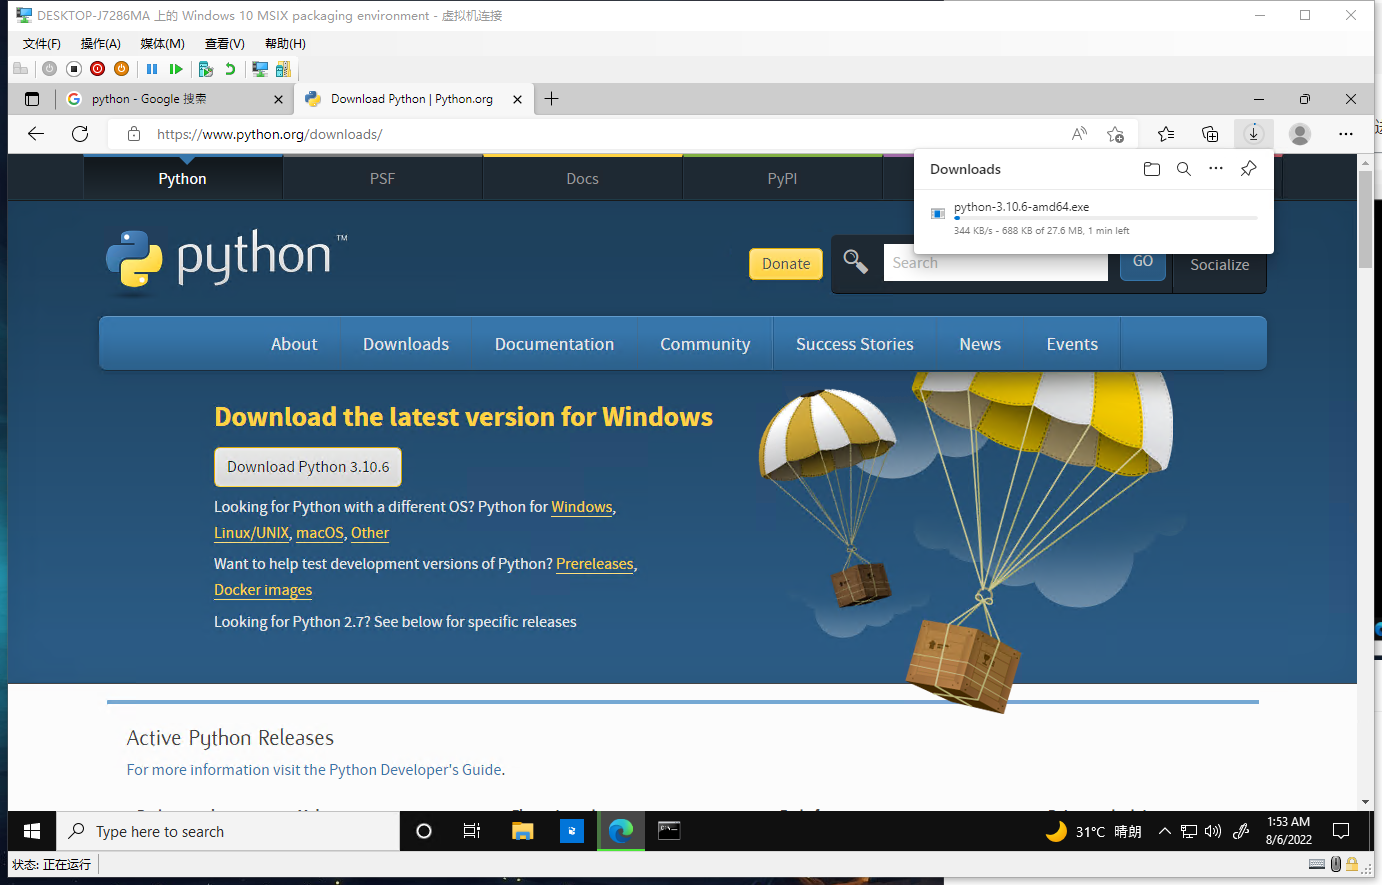 DESKTOP-J7286MA 上的 Windows 10 MSIX packaging environment - 虚拟机连接
文件(F) 操作(A) 媒体(M) 查看(V) 帮助(H)
python - Google 搜索
Download Python | Python.org
https://www.python.org/downloads/
Python PSF Docs PyPI
Downloads
python-3.10.6-amd64.exe
344 KB/s - 688 KB of 27.6 MB, 1 min left
python™
Donate
Search
GO
Socialize
About Downloads Documentation Community Success Stories News Events
Download the latest version for Windows
Download Python 3.10.6
Looking for Python with a different OS? Python for Windows,
Linux/UNIX, macOS, Other
Want to help test development versions of Python? Prereleases,
Docker images
Looking for Python 2.7? See below for specific releases
Active Python Releases
For more information visit the Python Developer's Guide.
Type here to search
31°C 晴朗
1:53 AM
8/6/2022
状态: 正在运行